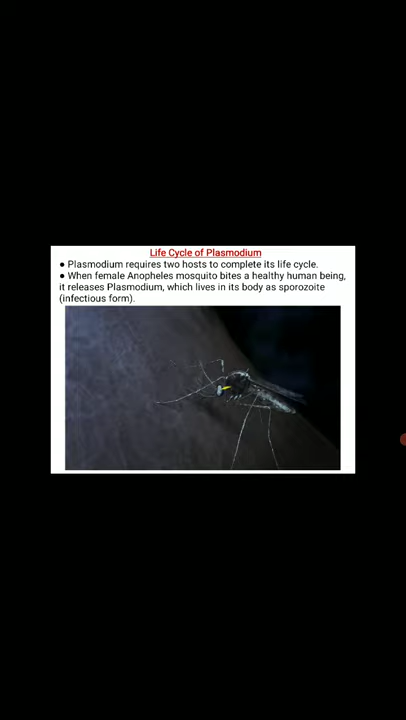 Life Cycle of Plasmodium
● Plasmodium requires two hosts to complete its life cycle.
● When female Anopheles mosquito bites a healthy human being,
it releases Plasmodium, which lives in its body as sporozoite
(infectious form).